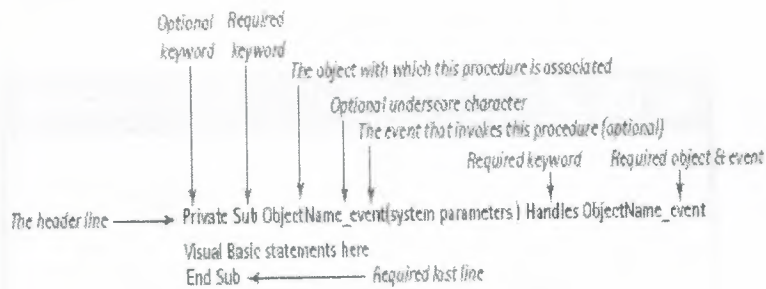 Optional Required
keyword keyword
The object with which this procedure is associated
Optional underscore character
The event that invokes this procedure (optional)
Required keyword Required object & event
The header line Private Sub ObjectName_event(system parameters) Handles ObjectName_event
Visual Basic statements here
End Sub Required last line